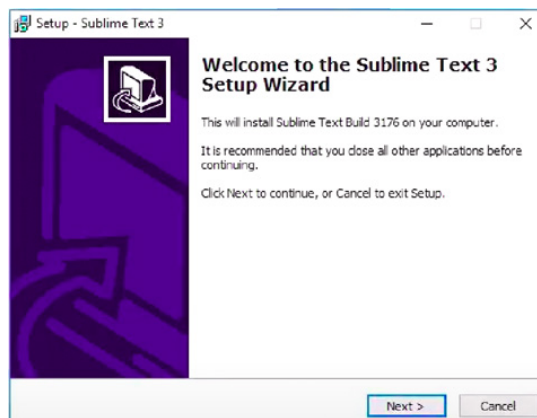 Setup - Sublime Text 3
Welcome to the Sublime Text 3
Setup Wizard
This will install Sublime Text Build 3176 on your computer.
It is recommended that you close all other applications before
continuing.
Click Next to continue, or Cancel to exit Setup.
Next >
Cancel